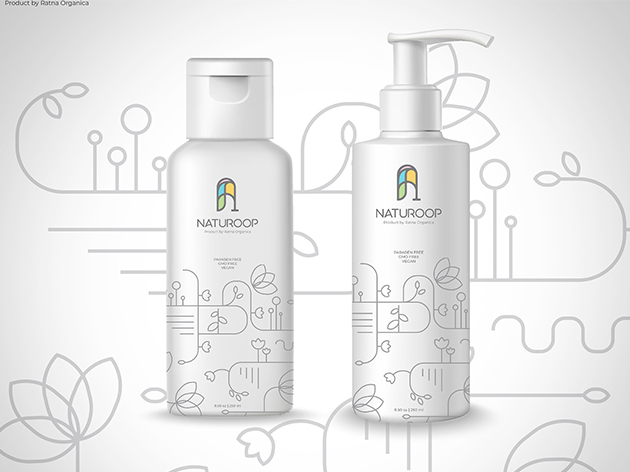 Product by Ratna Organica
NATUROOP
Product by Ratna Organica
PARABEN FREE
GMO FREE
VEGAN
NATUROOP
Product by Ratna Organica
PARABEN FREE
GMO FREE
VEGAN